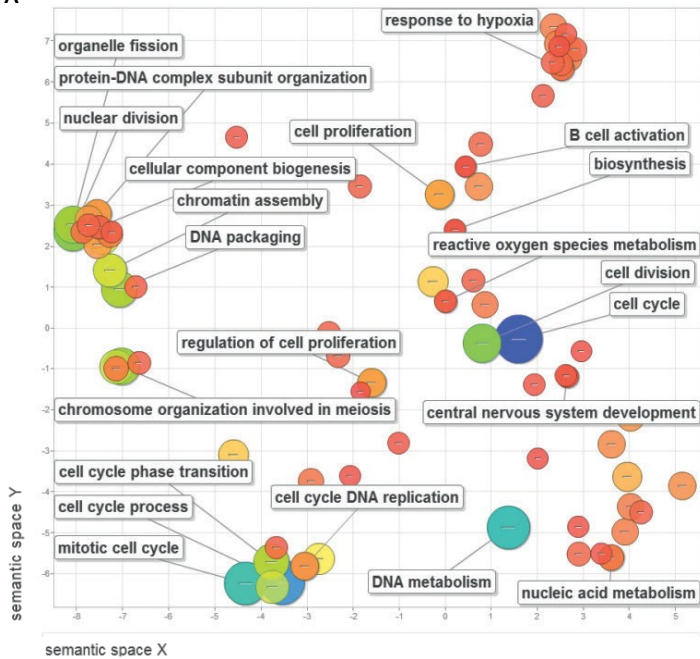 response to hypoxia
organelle fission
protein-DNA complex subunit organization
nuclear division
cell proliferation
B cell activation
cellular component biogenesis
biosynthesis
chromatin assembly
DNA packaging
reactive oxygen species metabolism
cell division
cell cycle
regulation of cell proliferation
chromosome organization involved in meiosis
central nervous system development
cell cycle phase transition
cell cycle DNA replication
cell cycle process
mitotic cell cycle
DNA metabolism
nucleic acid metabolism
7
6
5
4
3
2
1
0
-1
-2
-3
-4
-5
-6
semantic space Y
-8 -7 -6 -5 -4 -3 -2 -1 0 1 2 3 4 5
semantic space X